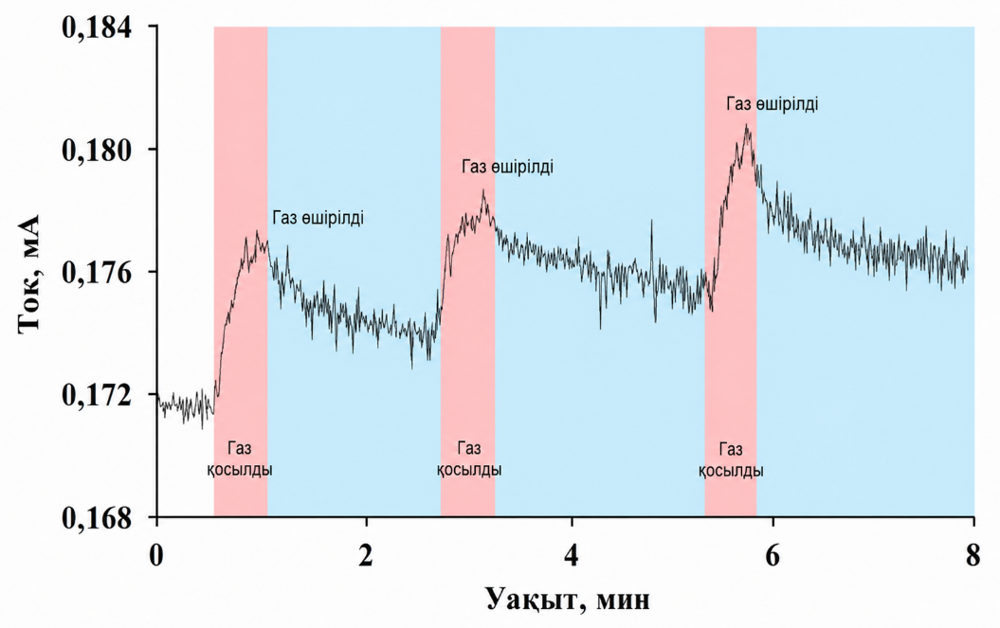 0,184
0,180
0,176
0,172
0,168
Ток, мА
Газ өшірілді
Газ өшірілді
Газ өшірілді
Газ
қосылды
Газ
қосылды
Газ
қосылды
0 2 4 6 8
Уақыт, мин